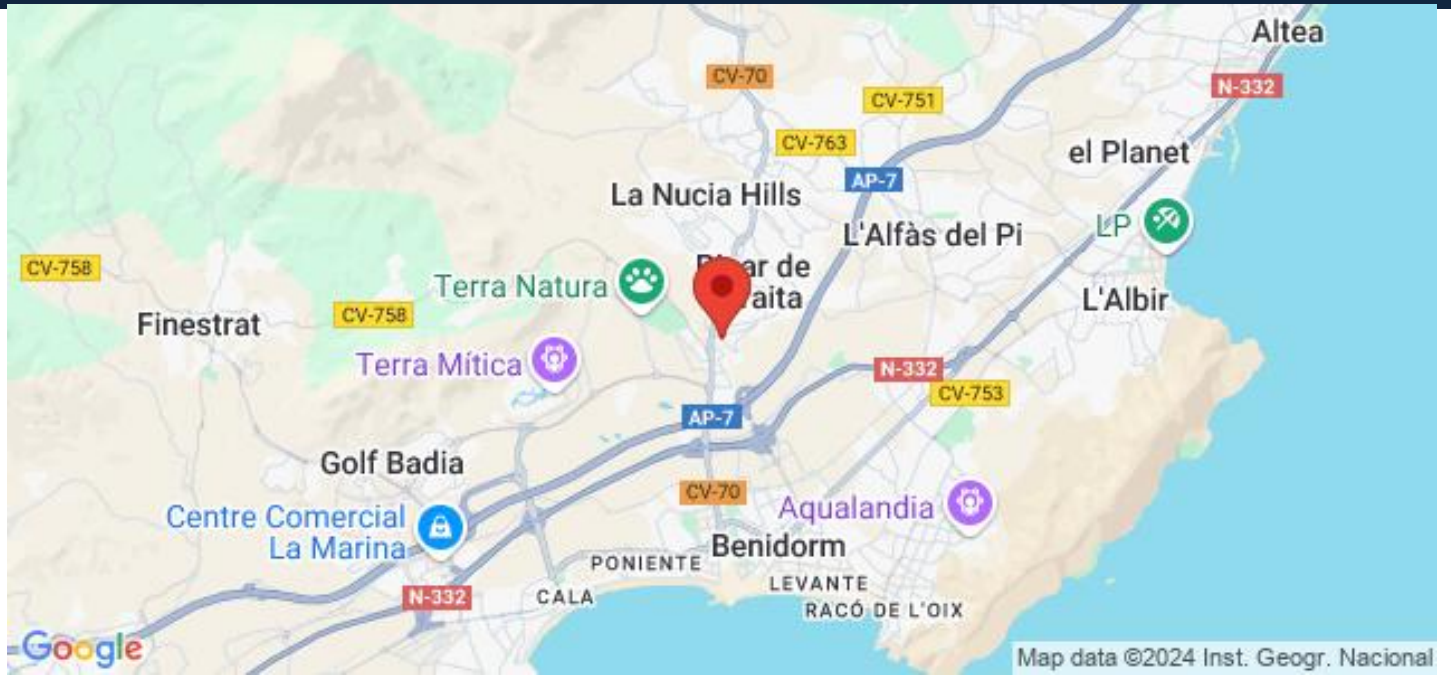 Altea
CV-70
N-332
CV-751
CV-763
el Planet
AP-7
La Nucia Hills
LP
L'Alfàs del Pi
CV-758
de
Terra Natura
L'Albir
CV-758
Finestrat
Terra Mítica
N-332
CV-753
AP-7
Golf Badia
CV-70
Aqualandia
Centre Comercial
La Marina
Benidorm
PONIENTE
LEVANTE
N-332
CALA
RACÓ DE L'OIX
Google
Map data ©2024 Inst. Geogr. Nacional